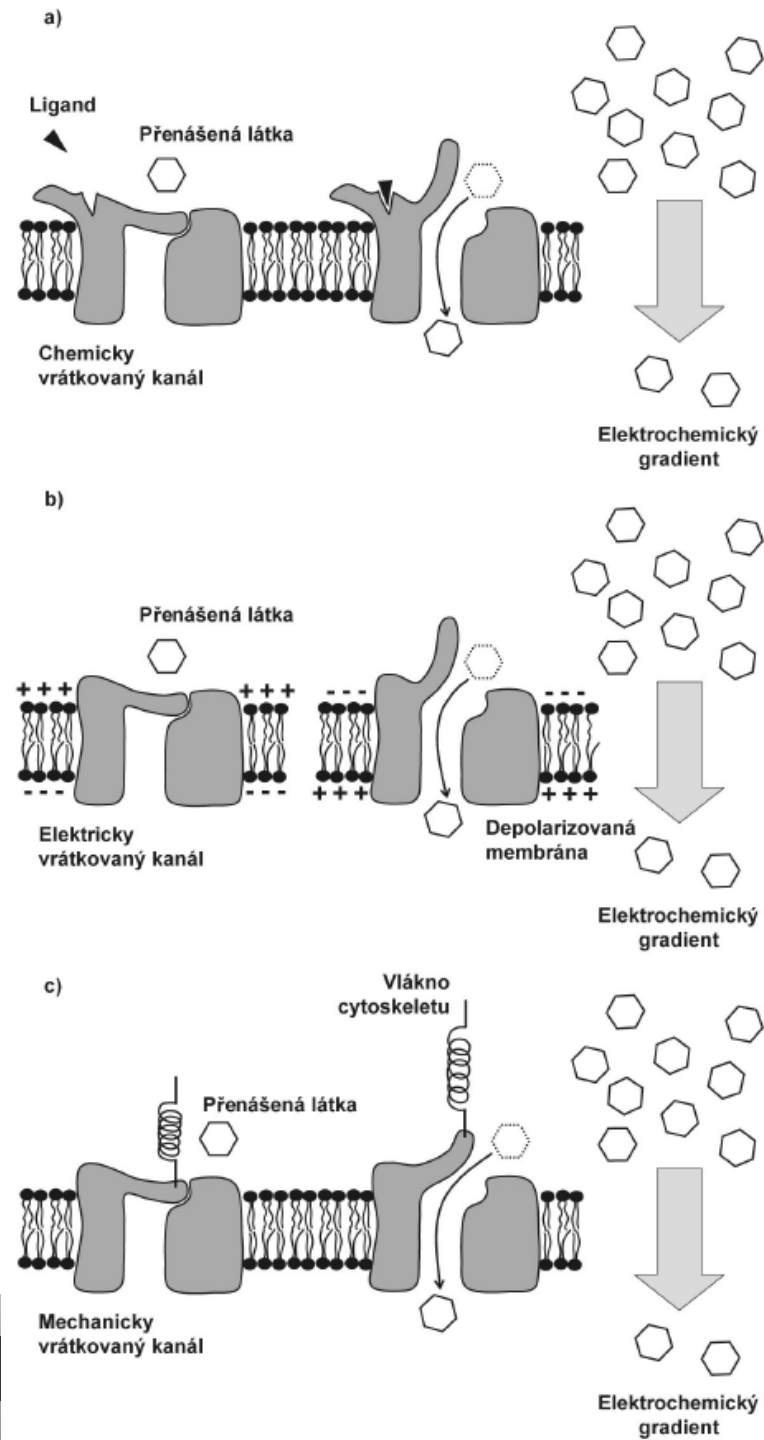 a)
Ligand
Přenášená látka
Chemicky
vrátkovaný kanál
Elektrochemický
gradient
b)
Přenášená látka
+ + +
+ + +
- - -
- - -
- - -
- - -
+ + +
+ + +
Elektricky
vrátkovaný kanál
Depolarizovaná
membrána
Elektrochemický
gradient
c)
Vlákno
cytoskeletu
Přenášená látka
Mechanicky
vrátkovaný kanál
Elektrochemický
gradient